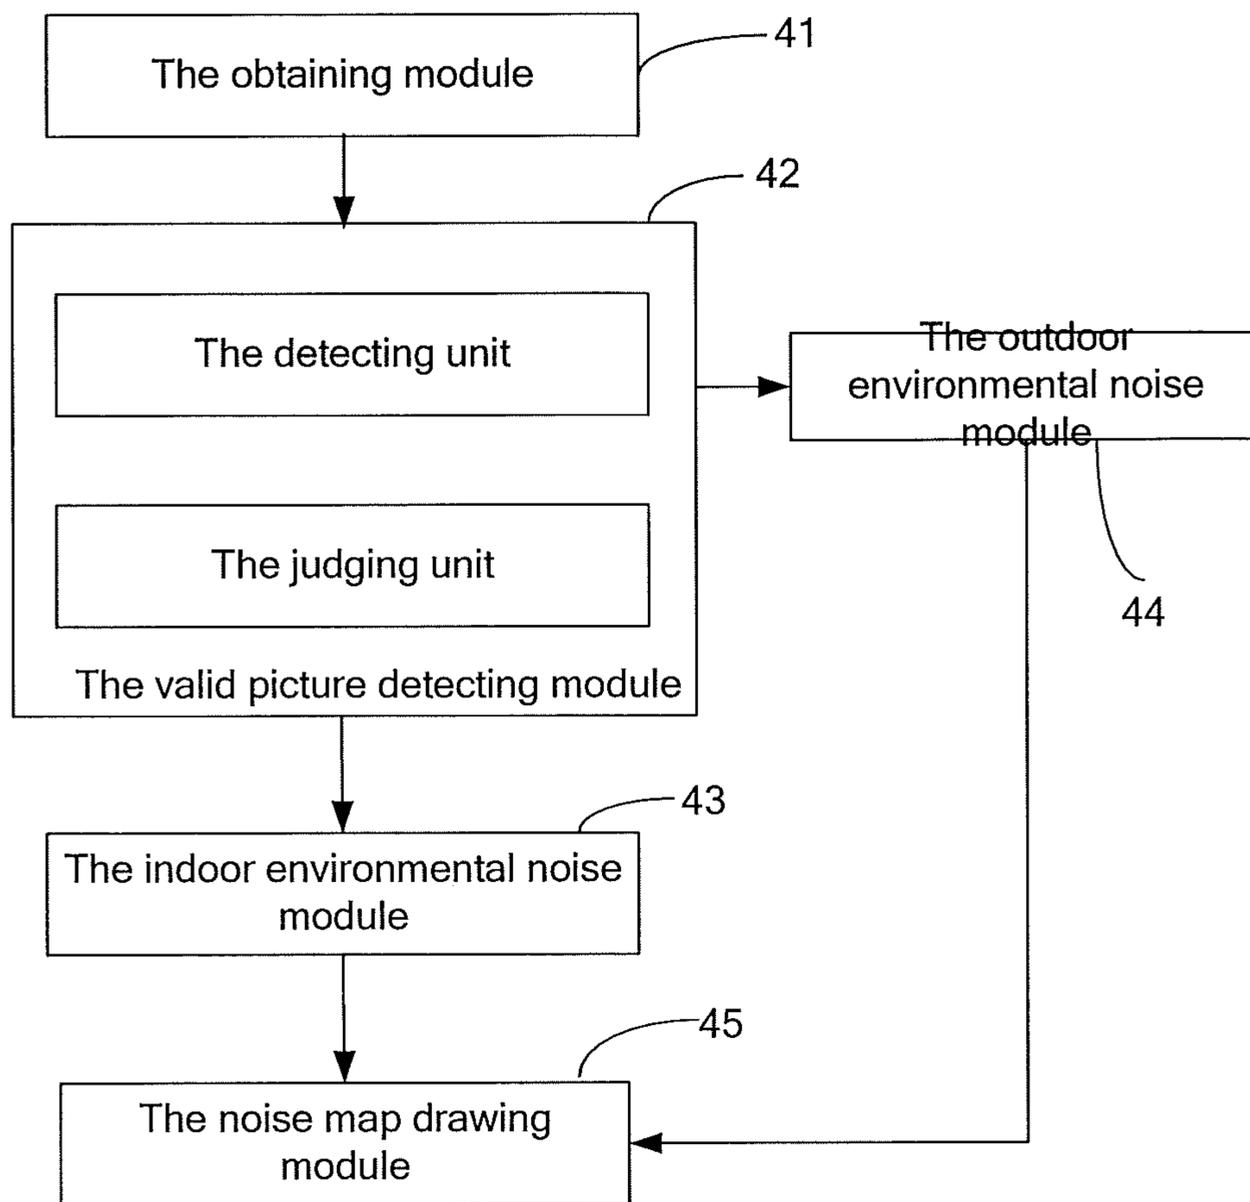 The obtaining module
41
42
The detecting unit
The outdoor
environmental noise
module
The judging unit
44
The valid picture detecting module
43
The indoor environmental noise
module
45
The noise map drawing
module